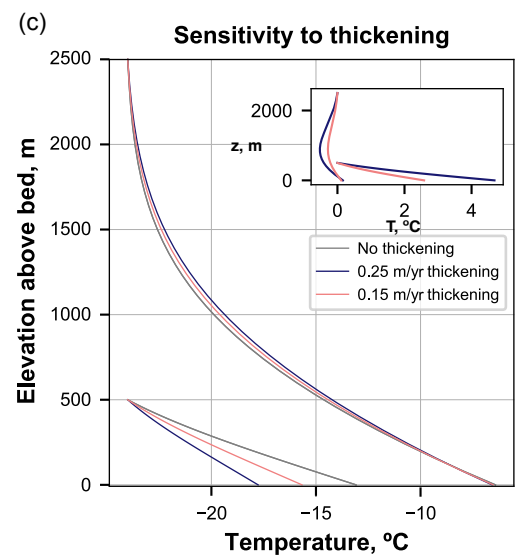 (c)
Sensitivity to thickening
Elevation above bed, m
2500
2000
1500
1000
500
0
−20
−15
−10
Temperature, ºC
2000
0
z, m
0
2
4
T, ºC
No thickening
0.25 m/yr thickening
0.15 m/yr thickening